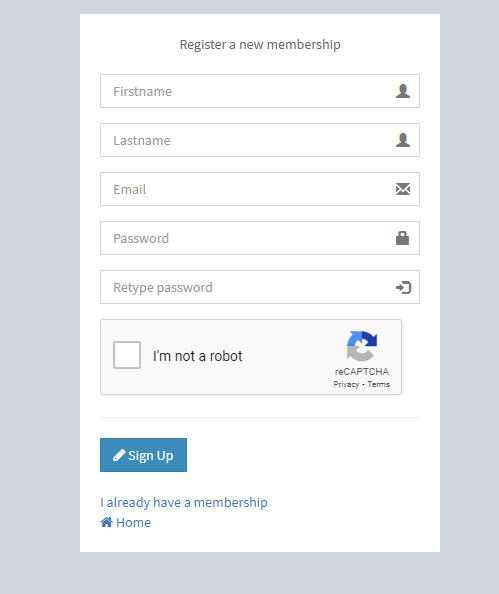 Register a new membership
Firstname
Lastname
Email
Password
Retype password
I'm not a robot
reCAPTCHA
Privacy - Terms
Sign Up
I already have a membership
Home